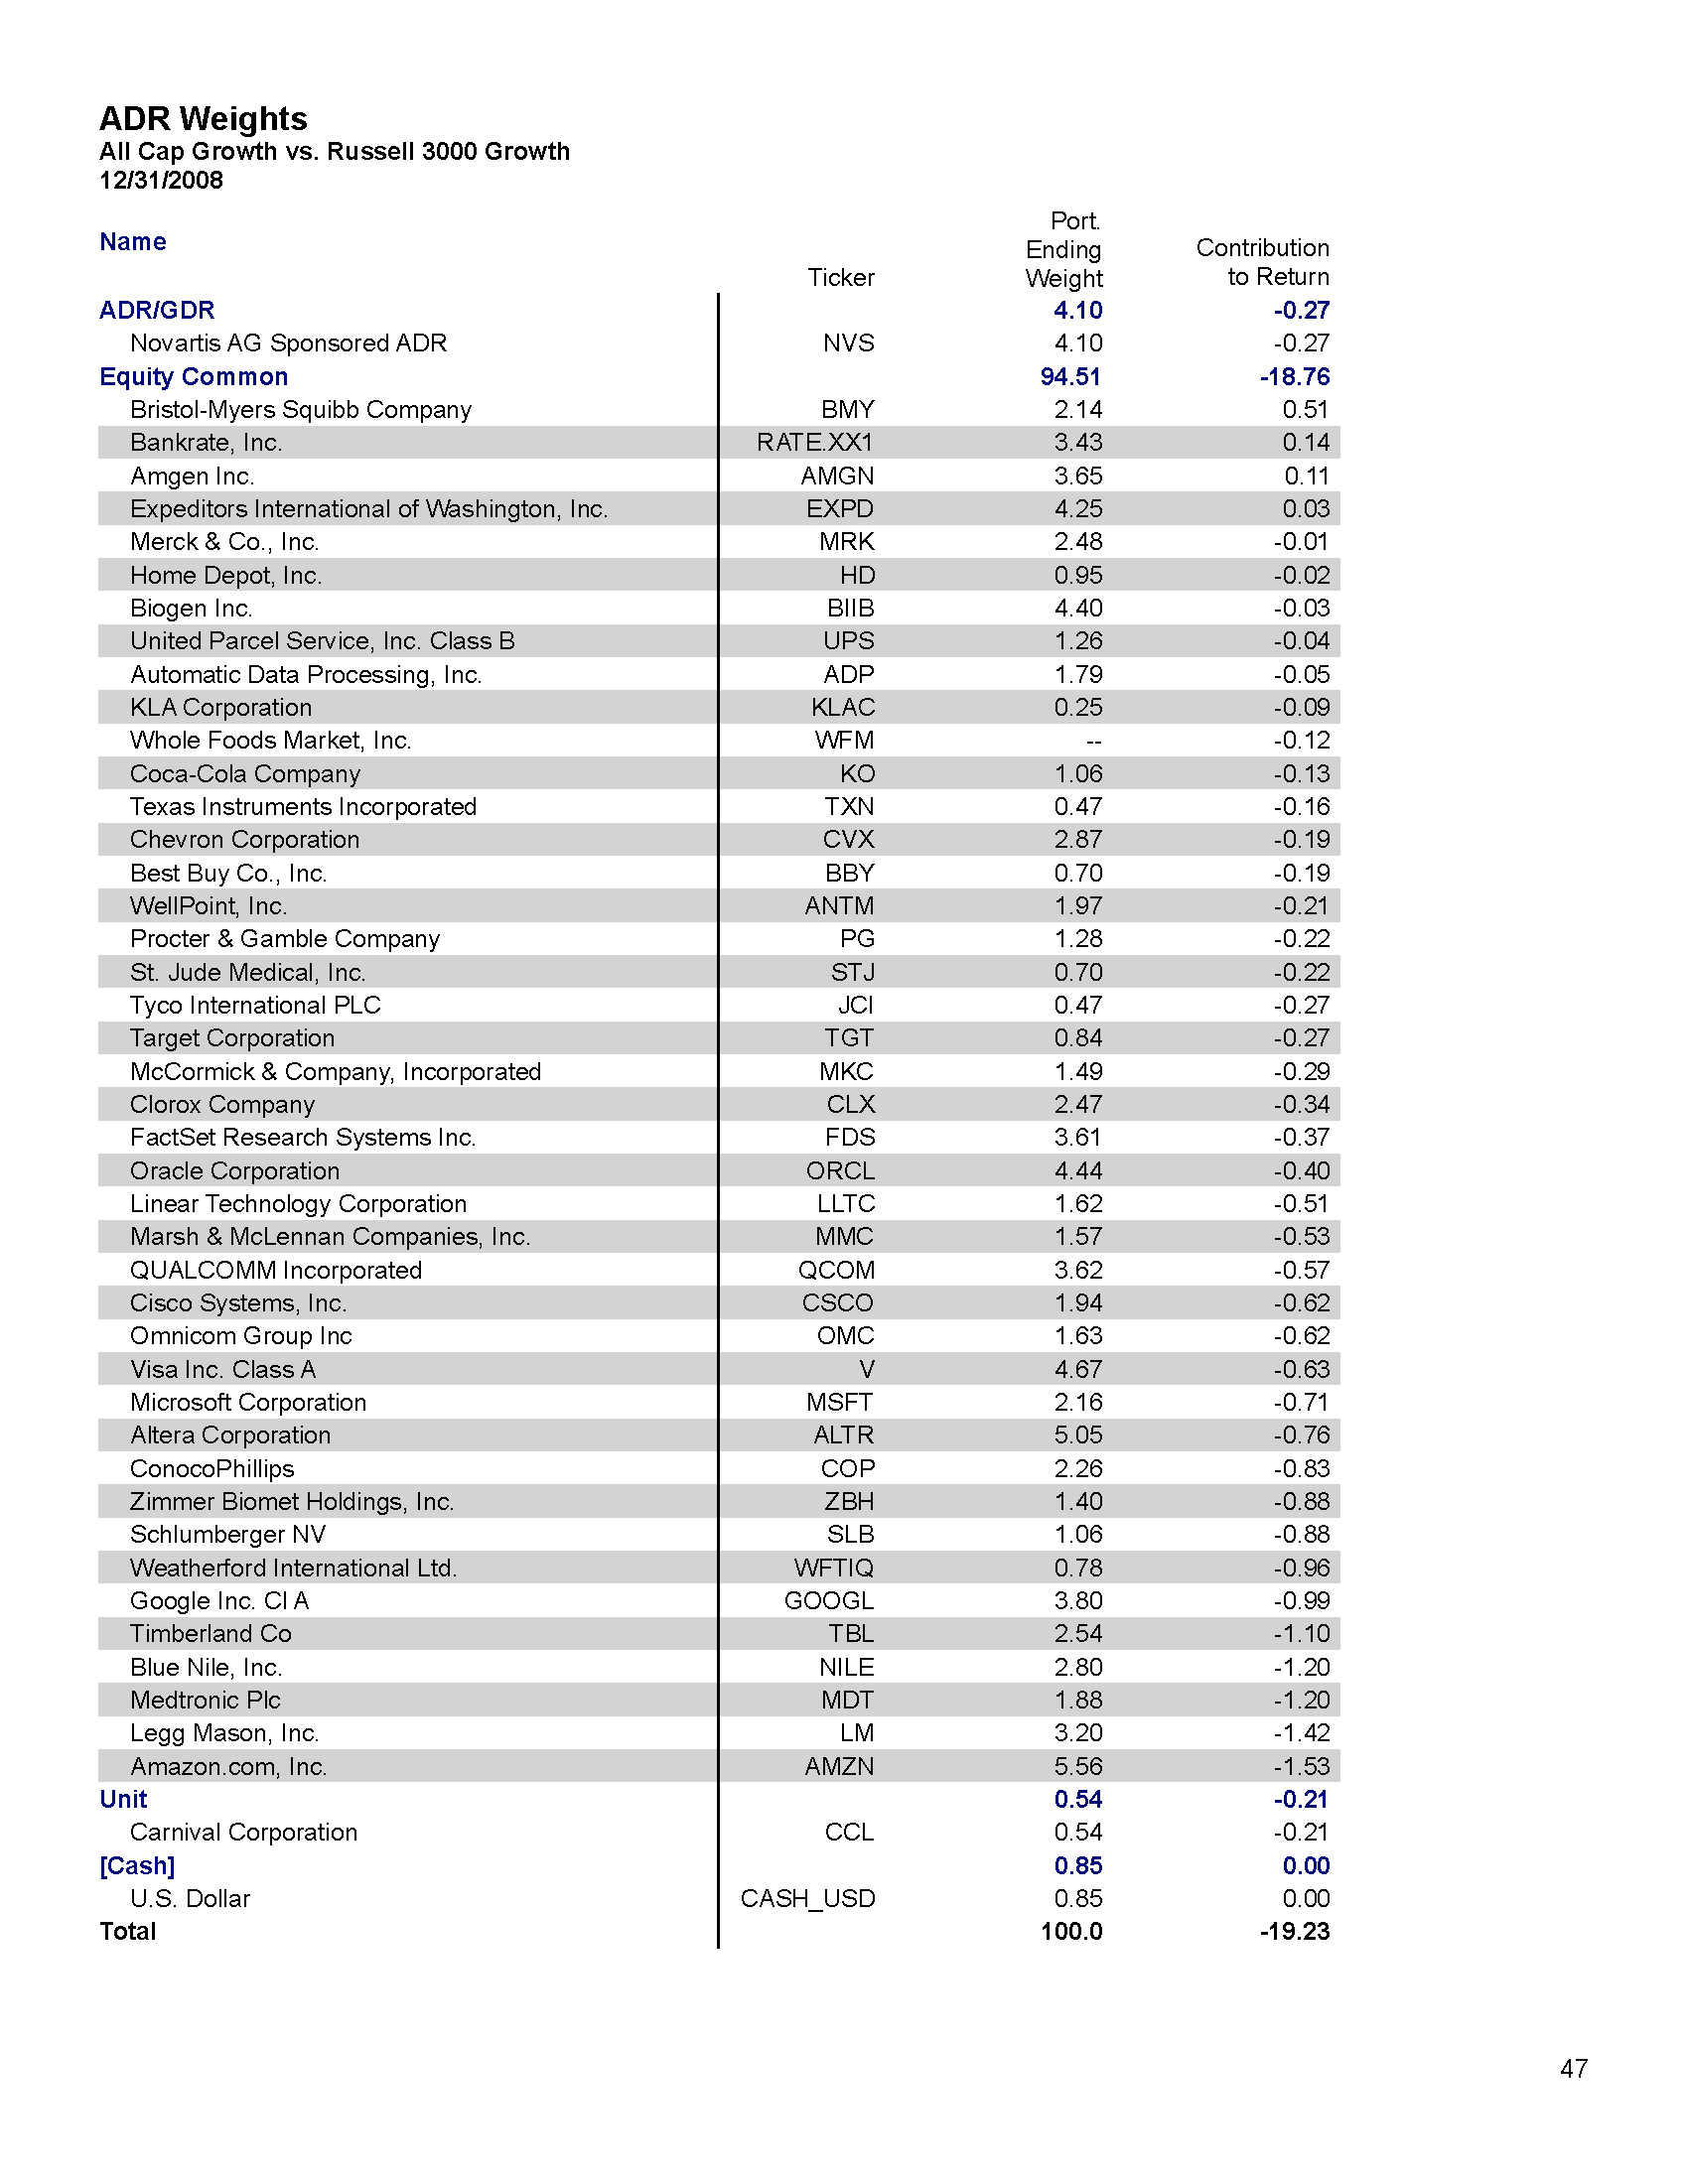 ADR Weights
All Cap Growth vs. Russell 3000 Growth
12/31/2008
Name Ticker Port. Ending Weight Contribution to Return
ADR/GDR 4.10 -0.27
Novartis AG Sponsored ADR NVS 4.10 -0.27
Equity Common 94.51 -18.76
Bristol-Myers Squibb Company BMY 2.14 0.51
Bankrate, Inc. RATE.XX1 3.43 0.14
Amgen Inc. AMGN 3.65 0.11
Expeditors International of Washington, Inc. EXPD 4.25 0.03
Merck & Co., Inc. MRK 2.48 -0.01
Home Depot, Inc. HD 0.95 -0.02
Biogen Inc. BIIB 4.40 -0.03
United Parcel Service, Inc. Class B UPS 1.26 -0.04
Automatic Data Processing, Inc. ADP 1.79 -0.05
KLA Corporation KLAC 0.25 -0.09
Whole Foods Market, Inc. WFM -- -0.12
Coca-Cola Company KO 1.06 -0.13
Texas Instruments Incorporated TXN 0.47 -0.16
Chevron Corporation CVX 2.87 -0.19
Best Buy Co., Inc. BBY 0.70 -0.19
WellPoint, Inc. ANTM 1.97 -0.21
Procter & Gamble Company PG 1.28 -0.22
St. Jude Medical, Inc. STJ 0.70 -0.22
Tyco International PLC JCI 0.47 -0.27
Target Corporation TGT 0.84 -0.27
McCormick & Company, Incorporated MKC 1.49 -0.29
Clorox Company CLX 2.47 -0.34
FactSet Research Systems Inc. FDS 3.61 -0.37
Oracle Corporation ORCL 4.44 -0.40
Linear Technology Corporation LLTC 1.62 -0.51
Marsh & McLennan Companies, Inc. MMC 1.57 -0.53
QUALCOMM Incorporated QCOM 3.62 -0.57
Cisco Systems, Inc. CSCO 1.94 -0.62
Omnicom Group Inc OMC 1.63 -0.62
Visa Inc. Class A V 4.67 -0.63
Microsoft Corporation MSFT 2.16 -0.71
Altera Corporation ALTR 5.05 -0.76
ConocoPhillips COP 2.26 -0.83
Zimmer Biomet Holdings, Inc. ZBH 1.40 -0.88
Schlumberger NV SLB 1.06 -0.88
Weatherford International Ltd. WFTIQ 0.78 -0.96
Google Inc. Cl A GOOGL 3.80 -0.99
Timberland Co TBL 2.54 -1.10
Blue Nile, Inc. NILE 2.80 -1.20
Medtronic Plc MDT 1.88 -1.20
Legg Mason, Inc. LM 3.20 -1.42
Amazon.com, Inc. AMZN 5.56 -1.53
Unit 0.54 -0.21
Carnival Corporation CCL 0.54 -0.21
[Cash] 0.85 0.00
U.S. Dollar CASH_USD 0.85 0.00
Total 100.0 -19.23
47